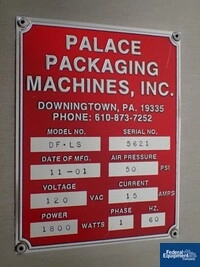 PALACE
PACKAGING
MACHINES, INC.
DOWNINGTOWN, PA. 19335
PHONE: 610-873-7252
MODEL NO. SERIAL NO.
DF-LS 5621
DATE OF MFG. AIR PRESSURE
11-01 50 PSI
VOLTAGE CURRENT
120 VAC 15 AMPS
POWER PHASE HZ.
1800 WATTS 1 60
Federal Equipment